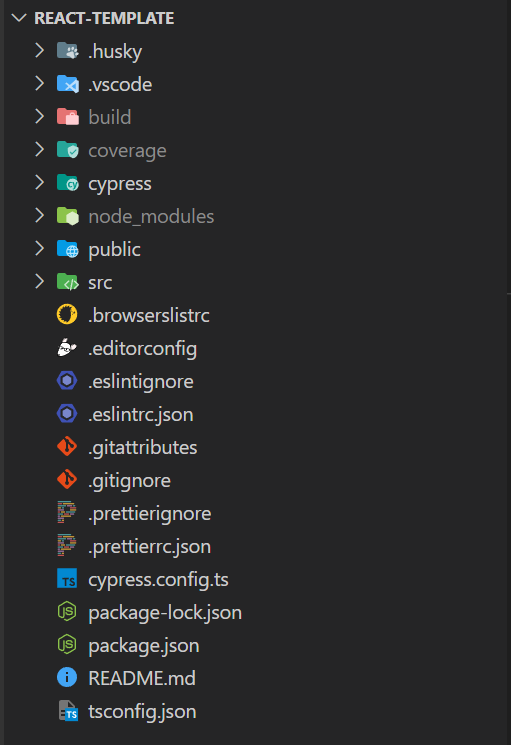 REACT-TEMPLATE
.husky
.vscode
build
coverage
cypress
node_modules
public
src
.browserslistrc
.editorconfig
.eslintignore
.eslintrc.json
.gitattributes
.gitignore
.prettierignore
.prettierrc.json
cypress.config.ts
package-lock.json
package.json
README.md
tsconfig.json